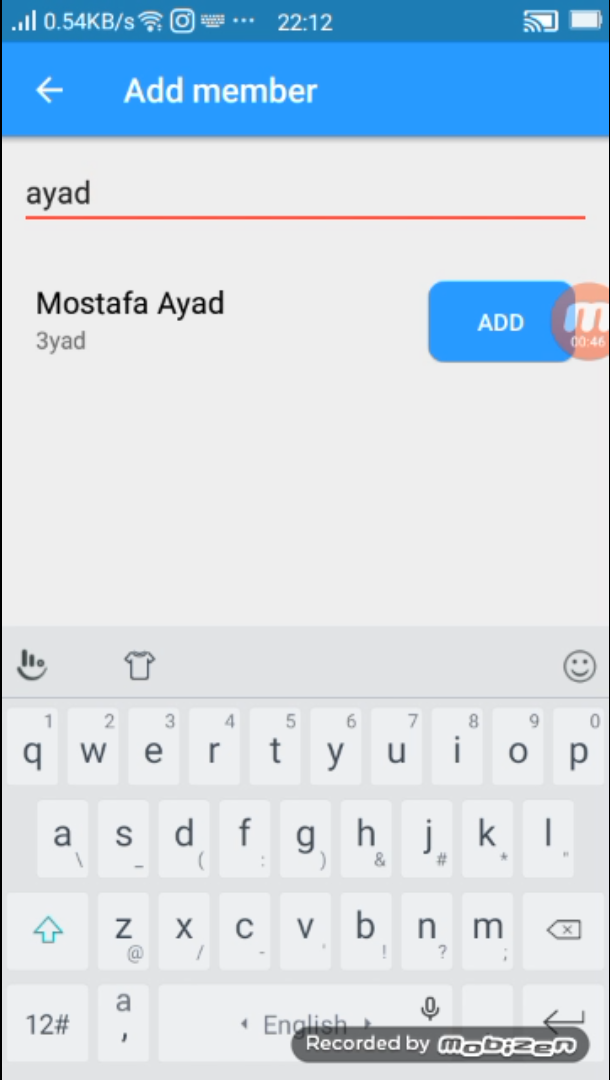 0.54KB/s 22:12
Add member
ayad
Mostafa Ayad
3yad
ADD
00:46
1 2 3 4 5 6 7 8 9 0
q w e r t y u i o p
a s d f g h j k l
\ _ ( : ) & # * "
z x c v b n m
@ / - ' ! ? ;
12# a , English
Recorded by mobizen